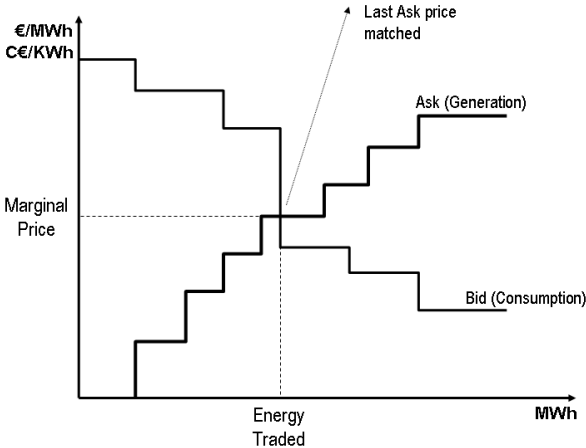 €/MWh
C€/KWh
Last Ask price
matched
Ask (Generation)
Marginal
Price
Bid (Consumption)
MWh
Energy
Traded